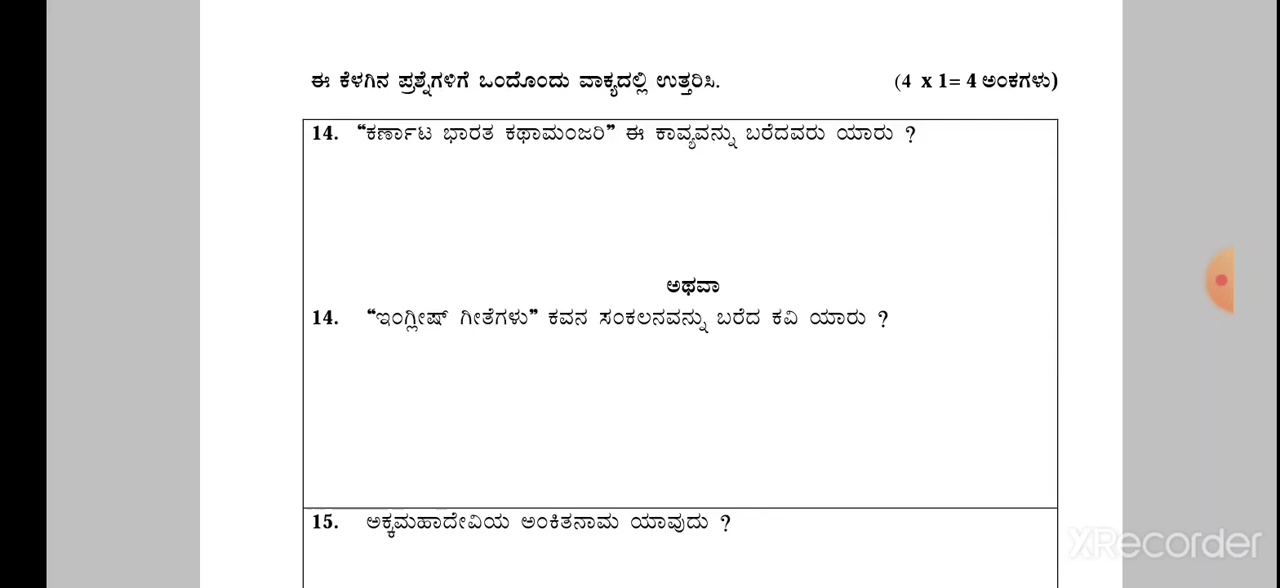 ಈ ಕೆಳಗಿನ ಪ್ರಶ್ನೆಗಳಿಗೆ ಒಂದೊಂದು ವಾಕ್ಯದಲ್ಲಿ ಉತ್ತರಿಸಿ. (4 x 1= 4 ಅಂಕಗಳು)
14. “ಕರ್ಣಾಟ ಭಾರತ ಕಥಾಮಂಜರಿ” ಈ ಕಾವ್ಯವನ್ನು ಬರೆದವರು ಯಾರು ?
ಅಥವಾ
14. “ಇಂಗ್ಲೀಷ್ ಗೀತೆಗಳು” ಕವನ ಸಂಕಲನವನ್ನು ಬರೆದ ಕವಿ ಯಾರು ?
15. ಅಕ್ಕಮಹಾದೇವಿಯ ಅಂಕಿತನಾಮ ಯಾವುದು ?
XRecorder